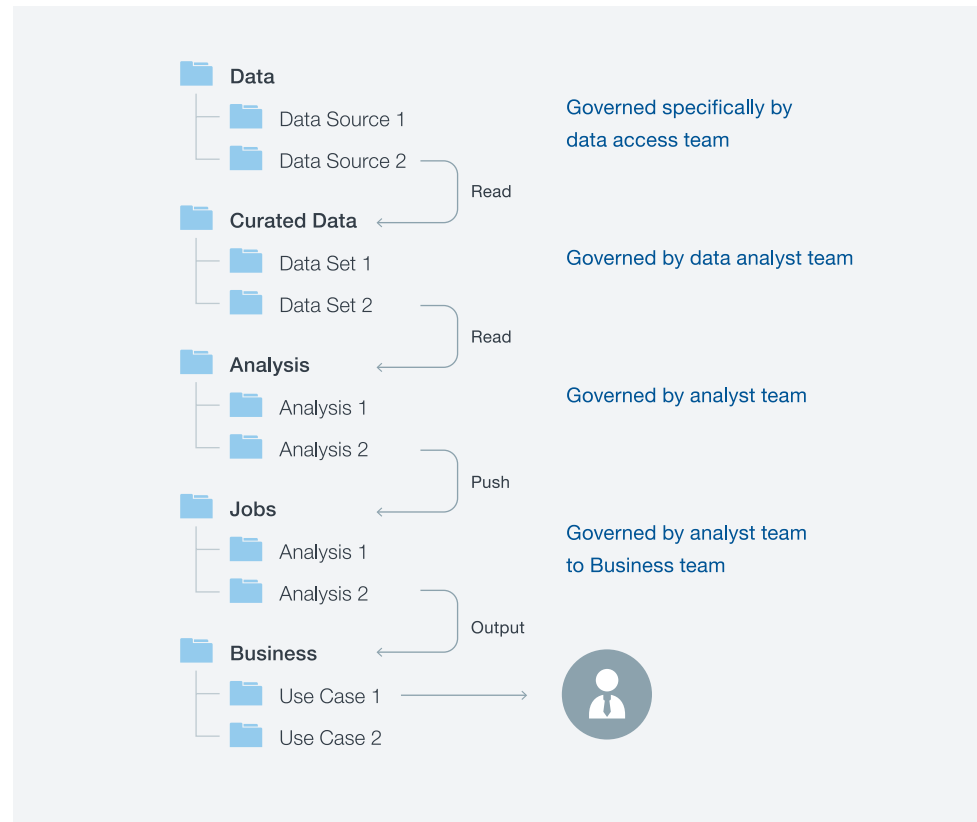 Data
Data Source 1
Governed specifically by
data access team
Data Source 2
Read
Curated Data
Data Set 1
Governed by data analyst team
Data Set 2
Read
Analysis
Analysis 1
Governed by analyst team
Analysis 2
Push
Jobs
Analysis 1
Governed by analyst team
to Business team
Analysis 2
Output
Business
Use Case 1
Use Case 2